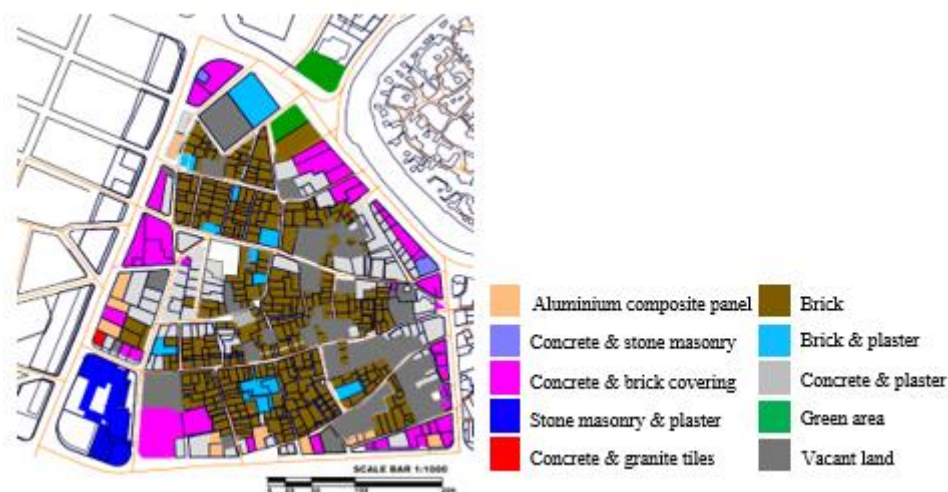 SCALE BAR 1:1000
Aluminium composite panel
Concrete & stone masonry
Concrete & brick covering
Stone masonry & plaster
Concrete & granite tiles
Brick
Brick & plaster
Concrete & plaster
Green area
Vacant land